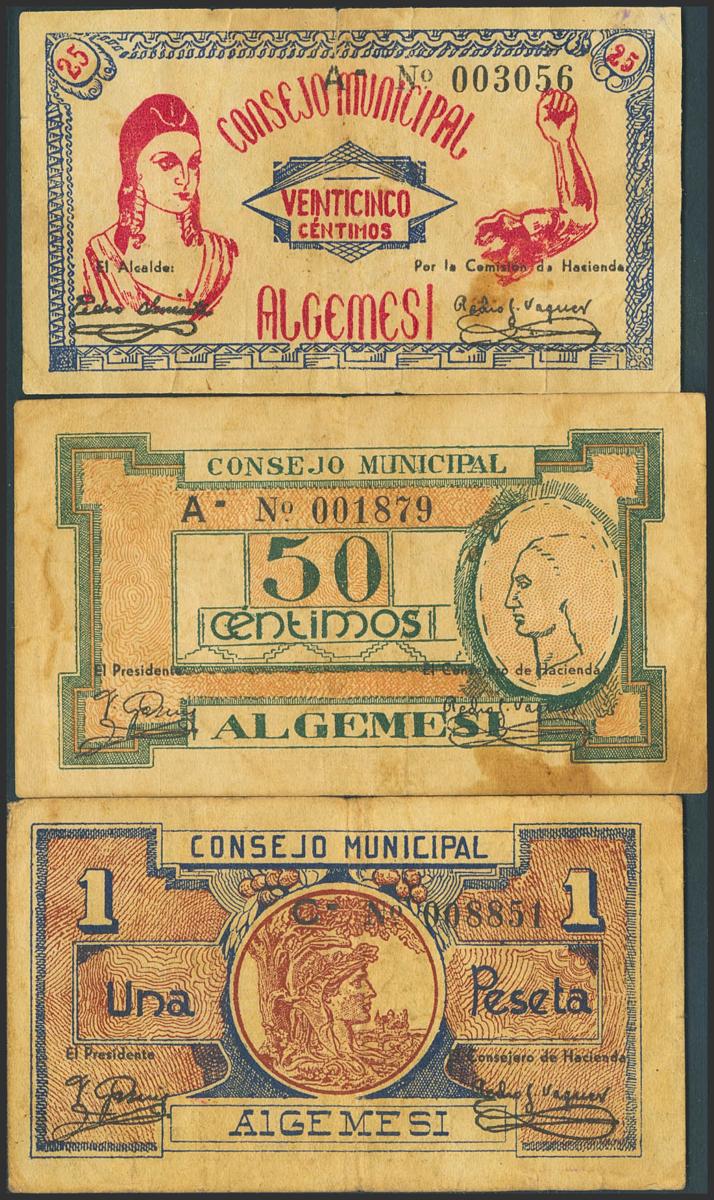 25 25
A- Nº 003056
CONSEJO MUNICIPAL
VEINTICINCO
CÉNTIMOS
El Alcalde: Por la Comisión de Hacienda
Pedro
ALGEMESI
CONSEJO MUNICIPAL
A- Nº 001879
50
céntimos
El Presidente El Consejero de Hacienda
ALGEMESI
CONSEJO MUNICIPAL
1 1
C- Nº 008851
Una Peseta
El Presidente El Consejero de Hacienda
AlGEMESI